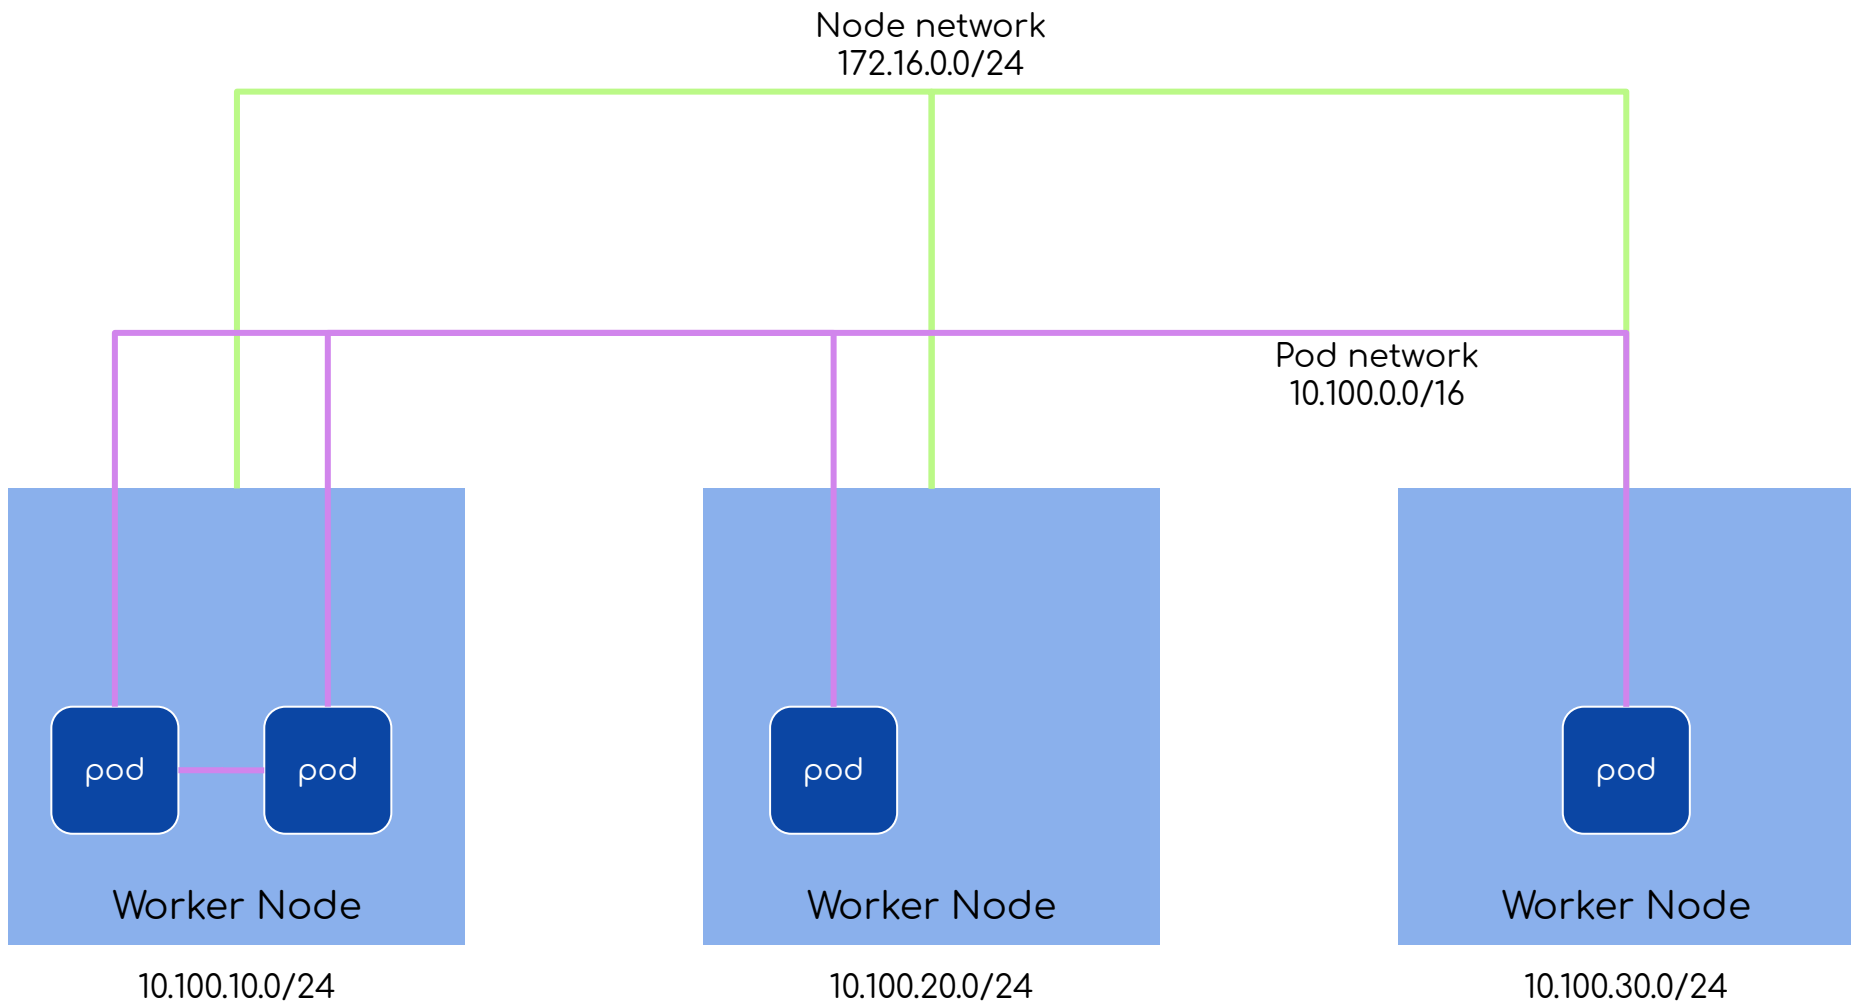 Node network
172.16.0.0/24
Pod network
10.100.0.0/16
pod
pod
pod
pod
Worker Node
Worker Node
Worker Node
10.100.10.0/24
10.100.20.0/24
10.100.30.0/24